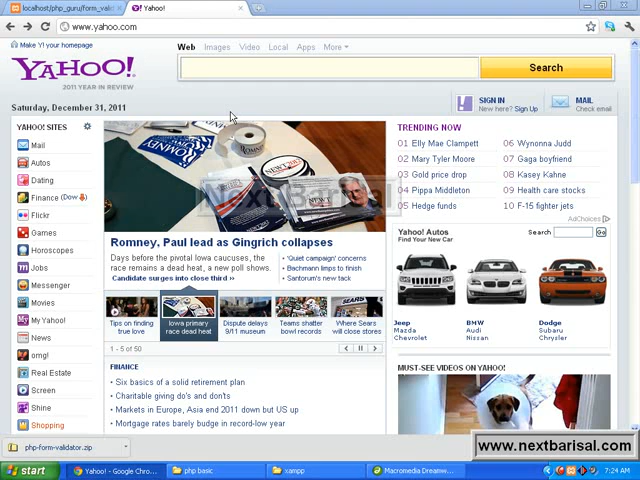 localhost/php_guru/form_valid
Yahoo!
www.yahoo.com
Make Y! your homepage
Web Images Video Local Apps More
YAHOO!
2011 YEAR IN REVIEW
Search
Saturday, December 31, 2011
SIGN IN
New here? Sign Up
MAIL
Check email
YAHOO! SITES
Mail
Autos
Dating
Finance (Dow)
Flickr
Games
Horoscopes
Jobs
Messenger
Movies
My Yahoo!
News
omg!
Real Estate
Screen
Shine
Shopping
NextBarisal
Romney, Paul lead as Gingrich collapses
Days before the pivotal Iowa caucuses, the
race remains a dead heat, a new poll shows.
Candidate surges into close third »
• 'Quiet campaign' concerns
• Bachmann limps to finish
• Santorum's new tack
Tips on finding
true love
Iowa primary
race dead heat
Dispute delays
9/11 museum
Teams shatter
bowl records
Where Sears
will close stores
1 - 5 of 50
FINANCE
• Six basics of a solid retirement plan
• Charitable giving do's and don'ts
• Markets in Europe, Asia end 2011 down but US up
• Mortgage rates barely budge in record-low year
TRENDING NOW
01 Elly Mae Clampett
02 Mary Tyler Moore
03 Gold price drop
04 Pippa Middleton
05 Hedge funds
06 Wynonna Judd
07 Gaga boyfriend
08 Kasey Kahne
09 Health care stocks
10 F-15 fighter jets
AdChoices
Yahoo! Autos
Find Your New Car
Search
Go
Jeep
Mazda
Chevrolet
BMW
Audi
Nissan
Dodge
Subaru
Chrysler
MUST-SEE VIDEOS ON YAHOO!
php-form-validator.zip
www.nextbarisal.com
start
Yahoo! - Google Chro...
php basic
xampp
Macromedia Dreamw...
7:24 AM